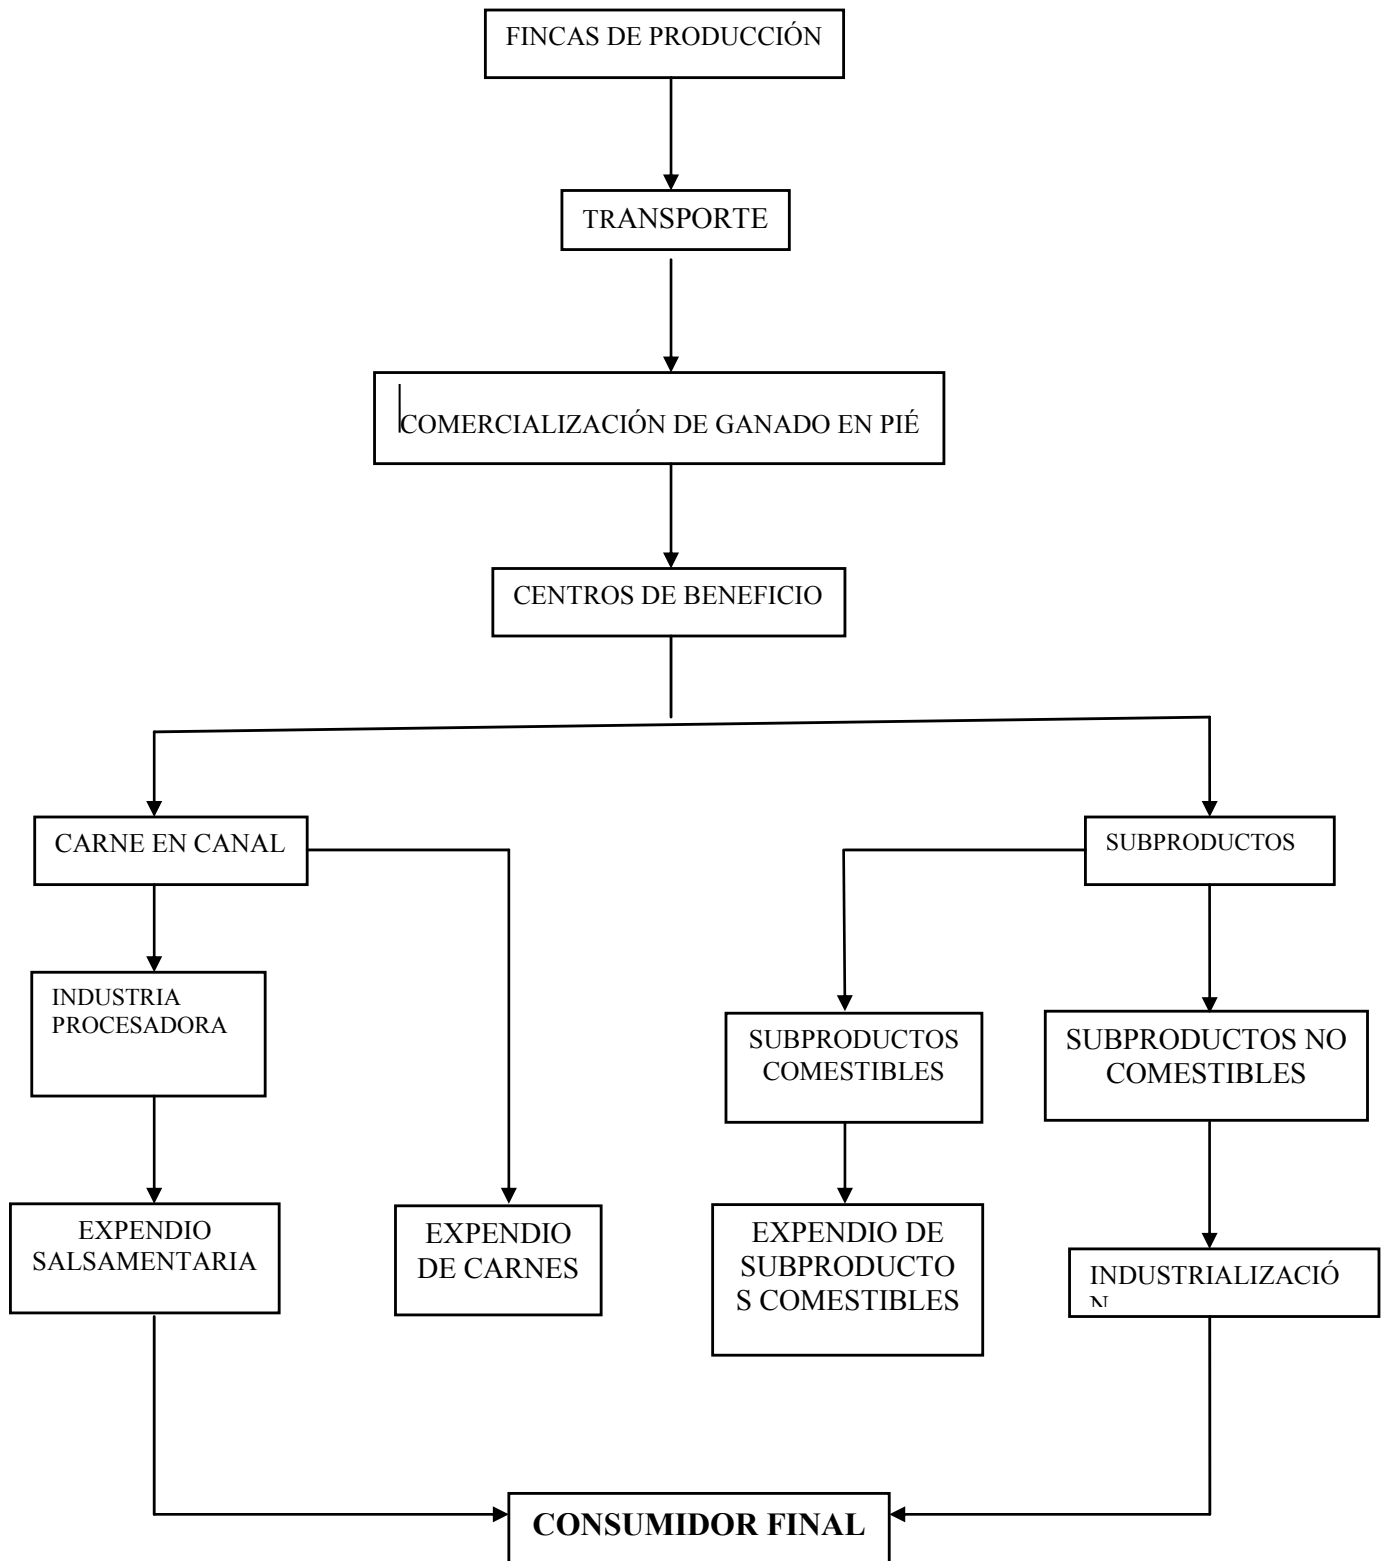 FINCAS DE PRODUCCIÓN
TRANSPORTE
COMERCIALIZACIÓN DE GANADO EN PIÉ
CENTROS DE BENEFICIO
CARNE EN CANAL
SUBPRODUCTOS
INDUSTRIA
PROCESADORA
SUBPRODUCTOS
COMESTIBLES
SUBPRODUCTOS NO
COMESTIBLES
EXPENDIO
SALSAMENTARIA
EXPENDIO
DE CARNES
EXPENDIO DE
SUBPRODUCTO
S COMESTIBLES
INDUSTRIALIZACIÓ
N
CONSUMIDOR FINAL